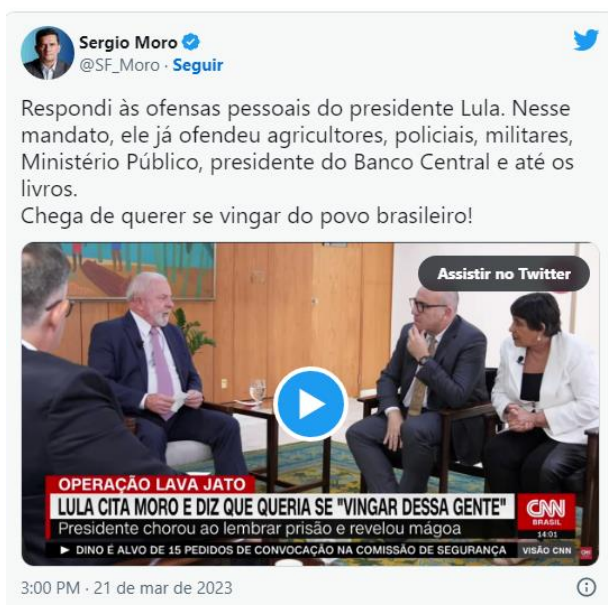 Sergio Moro
@SF_Moro · Seguir
Respondi às ofensas pessoais do presidente Lula. Nesse
mandato, ele já ofendeu agricultores, policiais, militares,
Ministério Público, presidente do Banco Central e até os
livros.
Chega de querer se vingar do povo brasileiro!
Assistir no Twitter
OPERAÇÃO LAVA JATO
LULA CITA MORO E DIZ QUE QUERIA SE "VINGAR DESSA GENTE"
Presidente chorou ao lembrar prisão e revelou mágoa
CNN
BRASIL
14:01
DINO É ALVO DE 15 PEDIDOS DE CONVOCAÇÃO NA COMISSÃO DE SEGURANÇA
VISÃO CNN
3:00 PM · 21 de mar de 2023